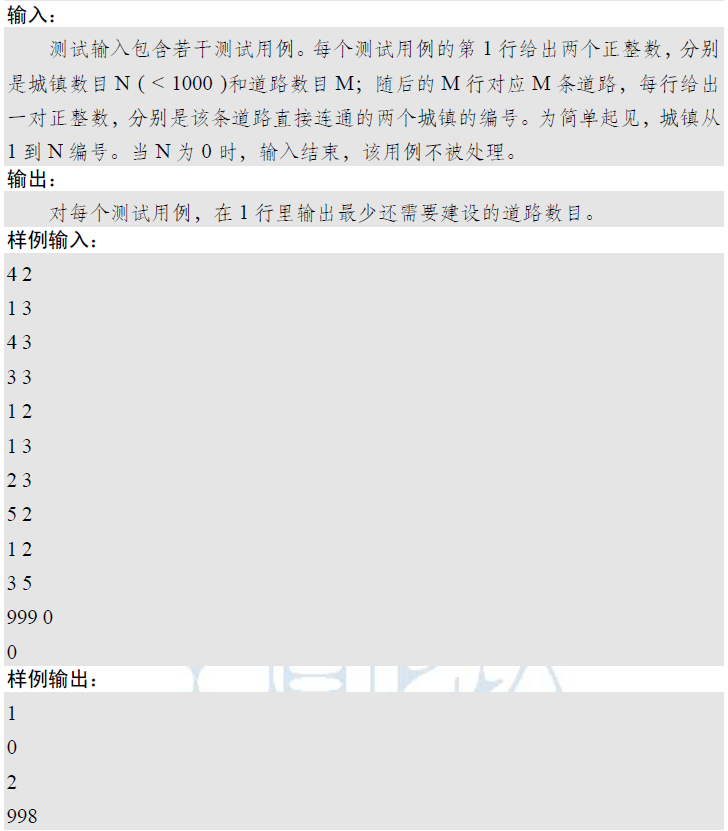 输入：
测试输入包含若干测试用例。每个测试用例的第 1 行给出两个正整数，分别
是城镇数目 N ( < 1000 )和道路数目 M；随后的 M 行对应 M 条道路，每行给出
一对正整数，分别是该条道路直接连通的两个城镇的编号。为简单起见，城镇从
1 到 N 编号。当 N 为 0 时，输入结束，该用例不被处理。
输出：
对每个测试用例，在 1 行里输出最少还需要建设的道路数目。
样例输入：
4 2
1 3
4 3
3 3
1 2
1 3
2 3
5 2
1 2
3 5
999 0
0
样例输出：
1
0
2
998